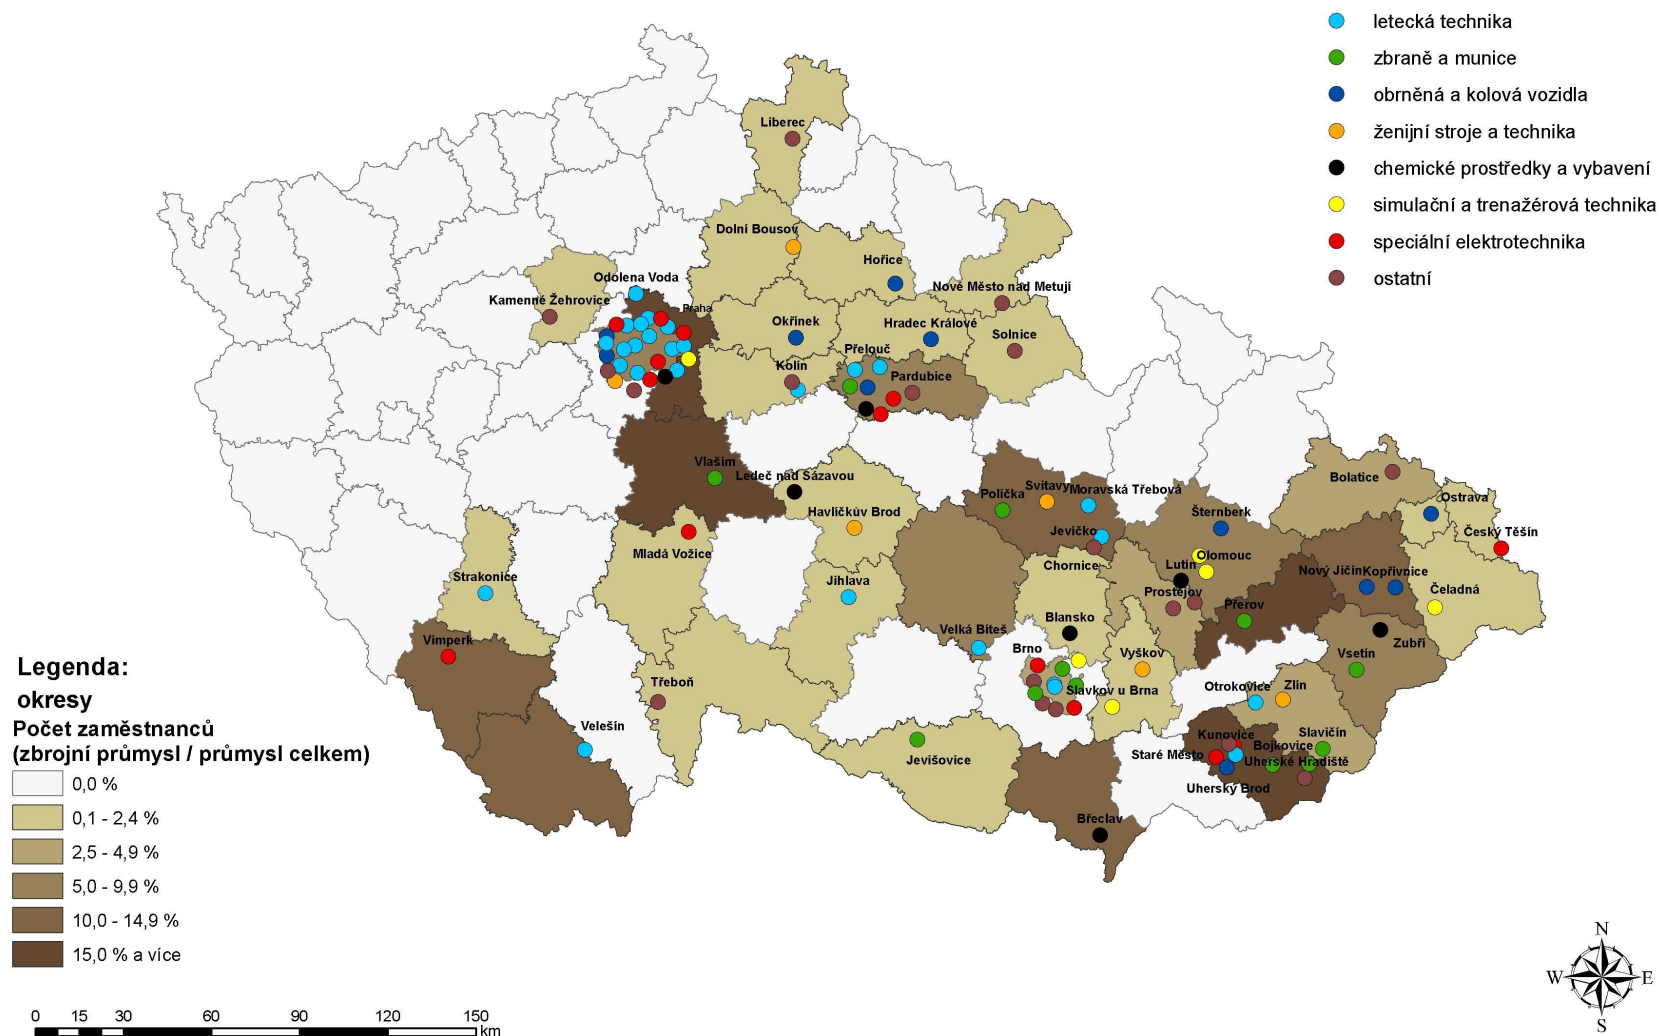 letecká technika
zbraně a munice
obrněná a kolová vozidla
ženijní stroje a technika
chemické prostředky a vybavení
simulační a trenažérová technika
speciální elektrotechnika
ostatní
Liberec
Dolní Bousov
Hořice
Odolena Voda
Kamenné Žehrovice
Nové Město nad Metují
Praha
Okřínek
Hradec Králové
Solnice
Přelouč
Kolín
Pardubice
Vlašim
Ledeč nad Sázavou
Bolatice
Polička
Svitavy
Moravská Třebová
Ostrava
Havlíčkův Brod
Šternberk
Jevíčko
Český Těšín
Mladá Vožice
Olomouc
Chornice
Lutín
Nový Jičín
Kopřivnice
Strakonice
Jihlava
Prostějov
Čeladná
Přerov
Blansko
Velká Bíteš
Vimperk
Brno
Vyškov
Zubří
Vsetín
Třeboň
Slavkov u Brna
Otrokovice
Zlín
Velešín
Kunovice
Slavičín
Staré Město
Bojkovice
Uherské Hradiště
Jevišovice
Uherský Brod
Břeclav
Legenda:
okresy
Počet zaměstnanců
(zbrojní průmysl / průmysl celkem)
0,0 %
0,1 - 2,4 %
2,5 - 4,9 %
5,0 - 9,9 %
10,0 - 14,9 %
15,0 % a více
0 15 30 60 90 120 150
km
N
W E
S